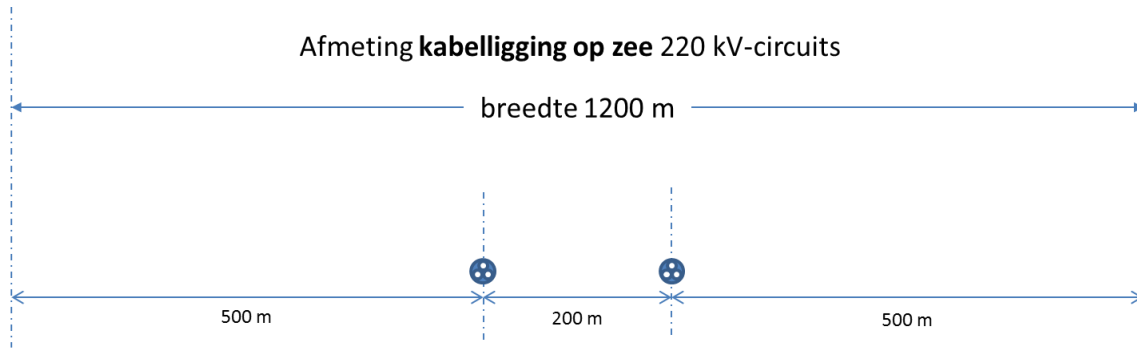 Afmeting kabelligging op zee 220 kV-circuits
breedte 1200 m
500 m
200 m
500 m